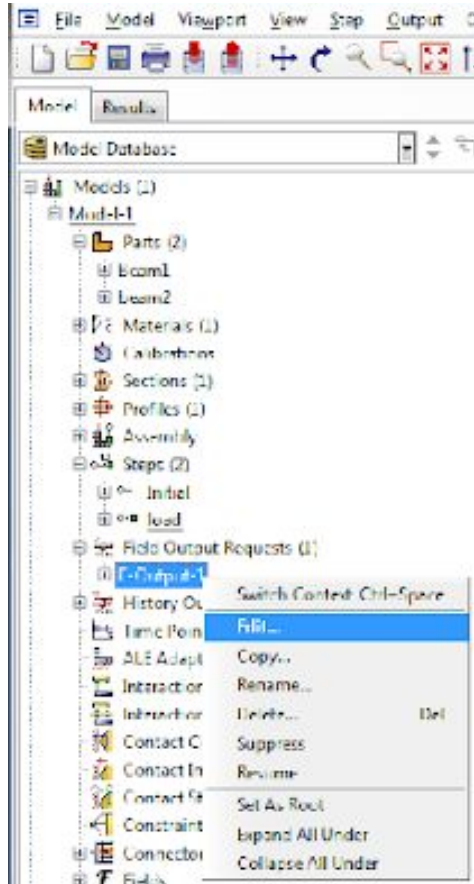 File Model Viewport View Step Output
Model Results
Model Database
Models (1)
Model-1
Parts (2)
Beam1
beam2
Materials (1)
Calibrations
Sections (1)
Profiles (1)
Assembly
Steps (2)
Initial
load
Field Output Requests (1)
F-Output-1
Switch Context Ctrl+Space
History Ou
Edit...
Time Poin
Copy...
ALE Adapt
Rename...
Interaction
Delete... Del
Interaction
Suppress
Contact C
Resume
Contact In
Set As Root
Contact St
Expand All Under
Constraint
Collapse All Under
Connector
Fields